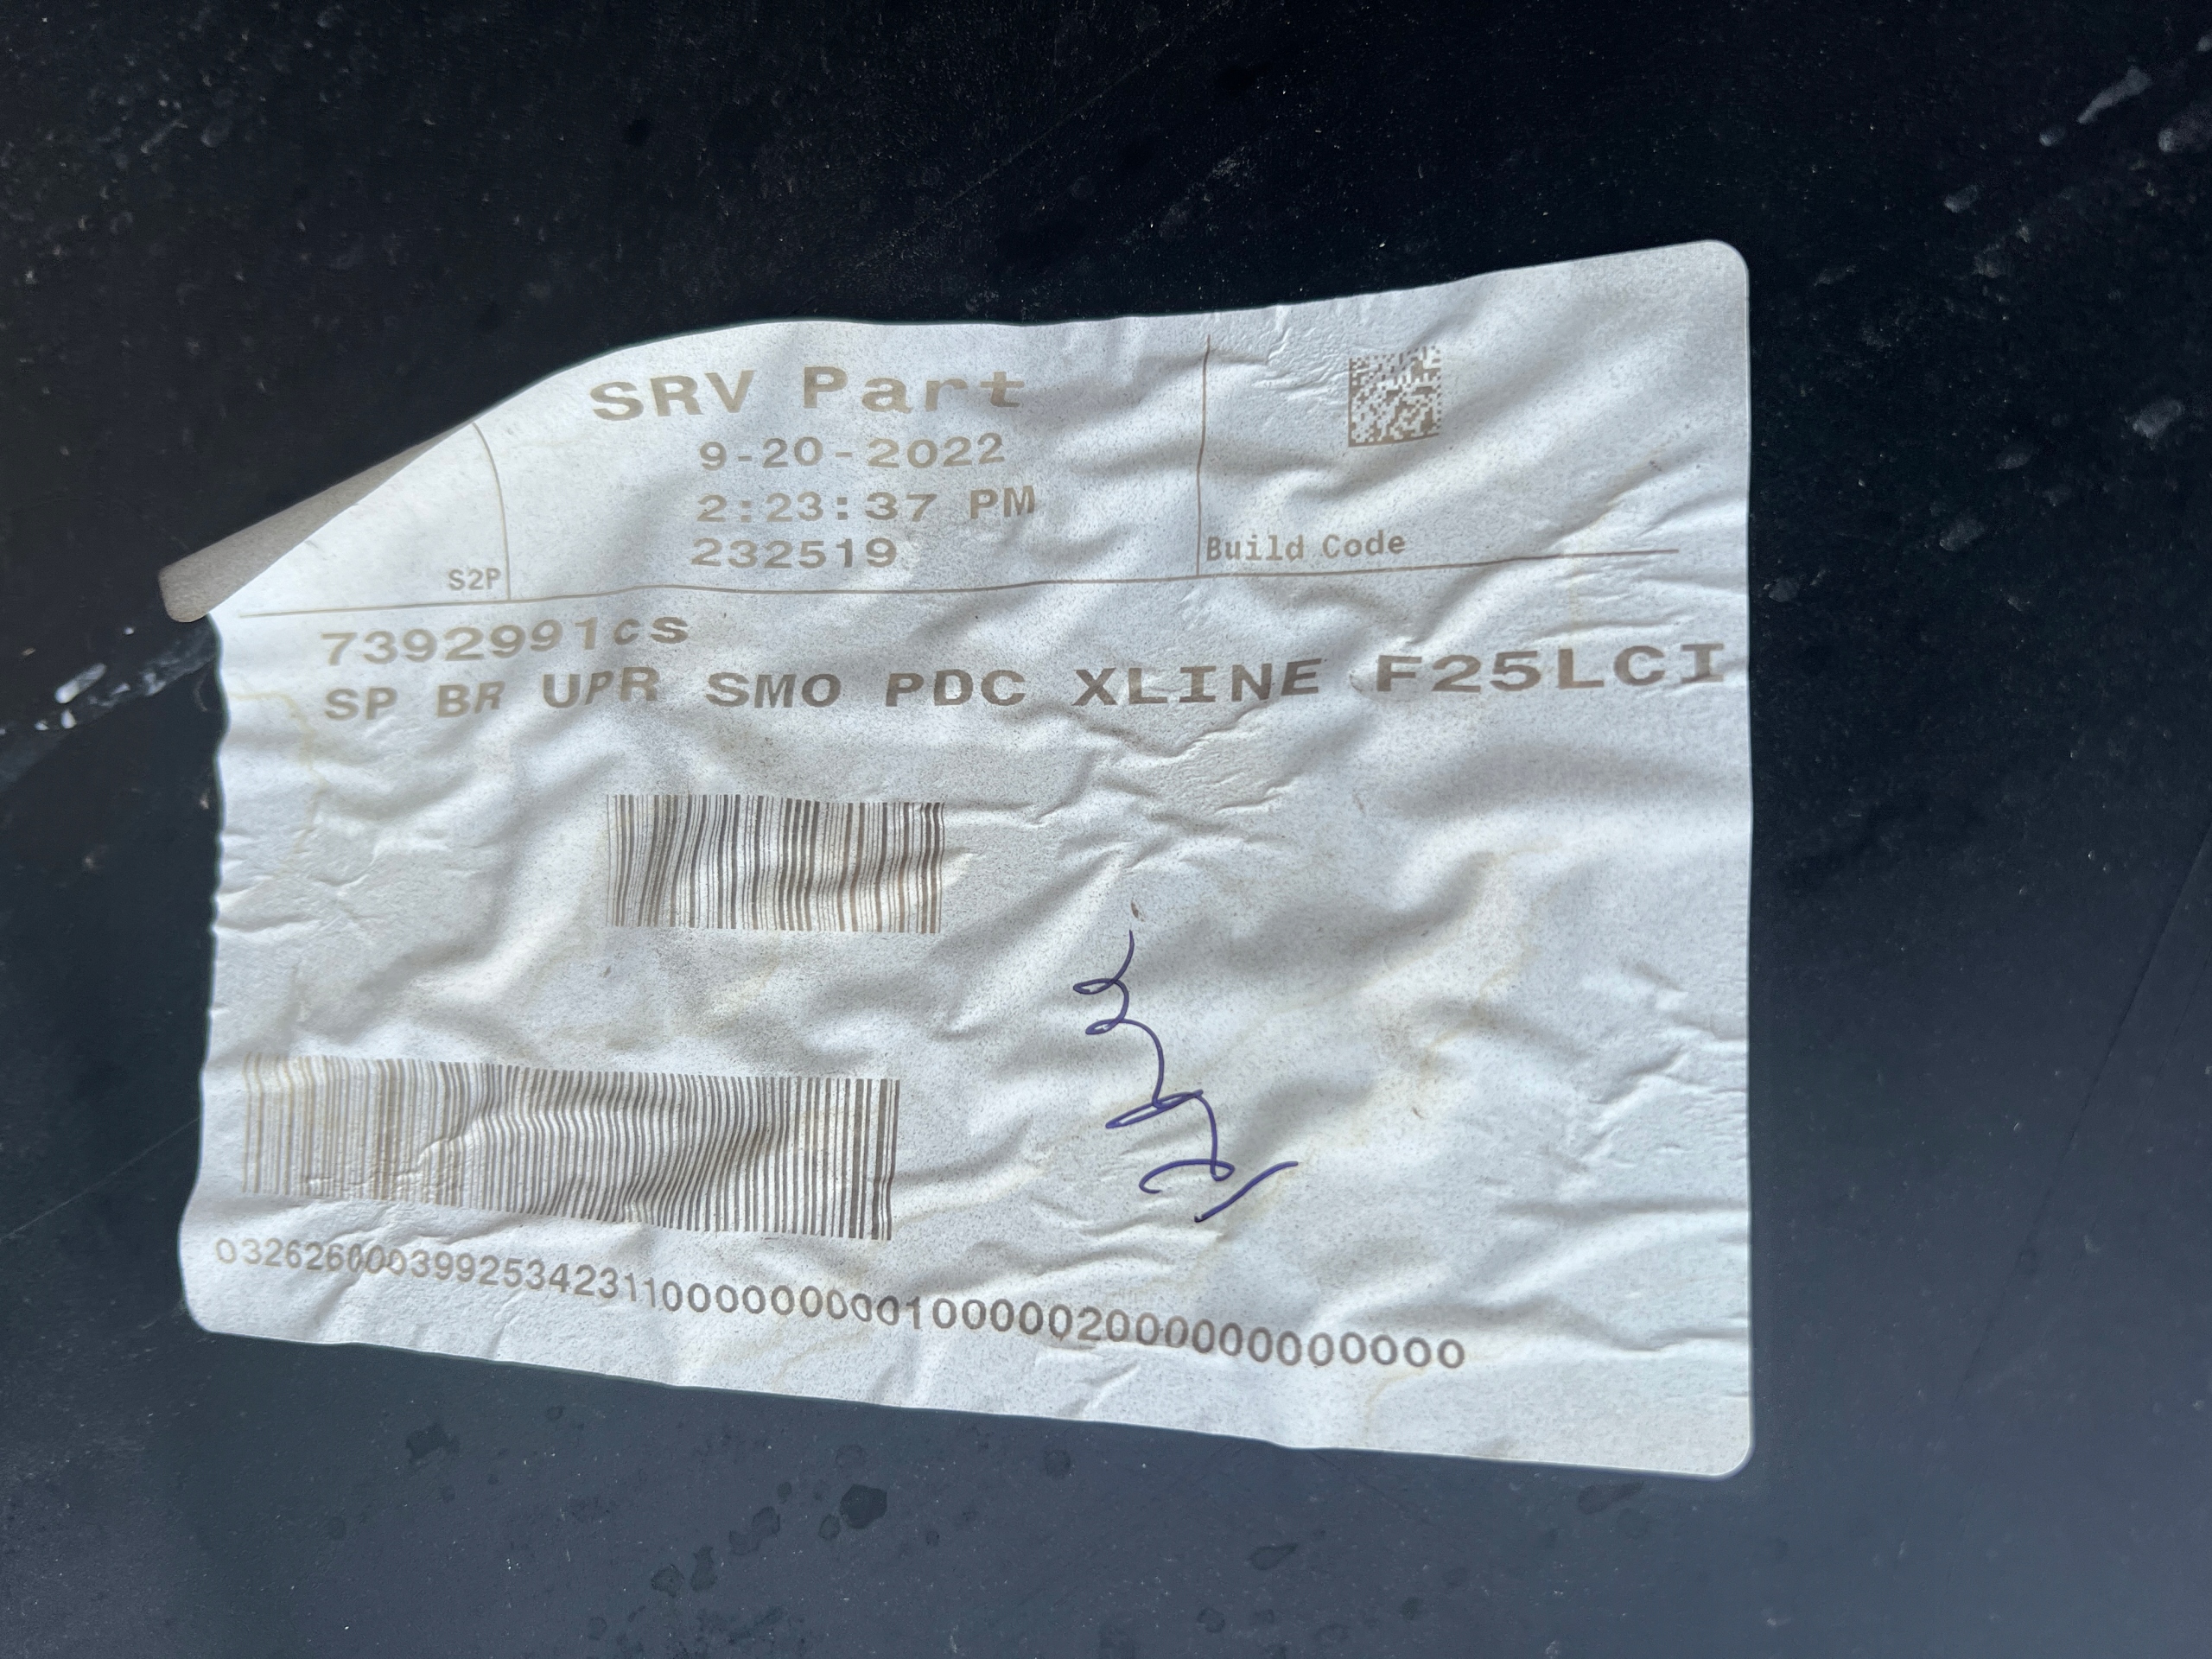 SRV Part
9-20-2022
2:23:37 PM
232519
S2P
Build Code
7392991cs
SP BR UPR SMO PDC XLINE F25LCI